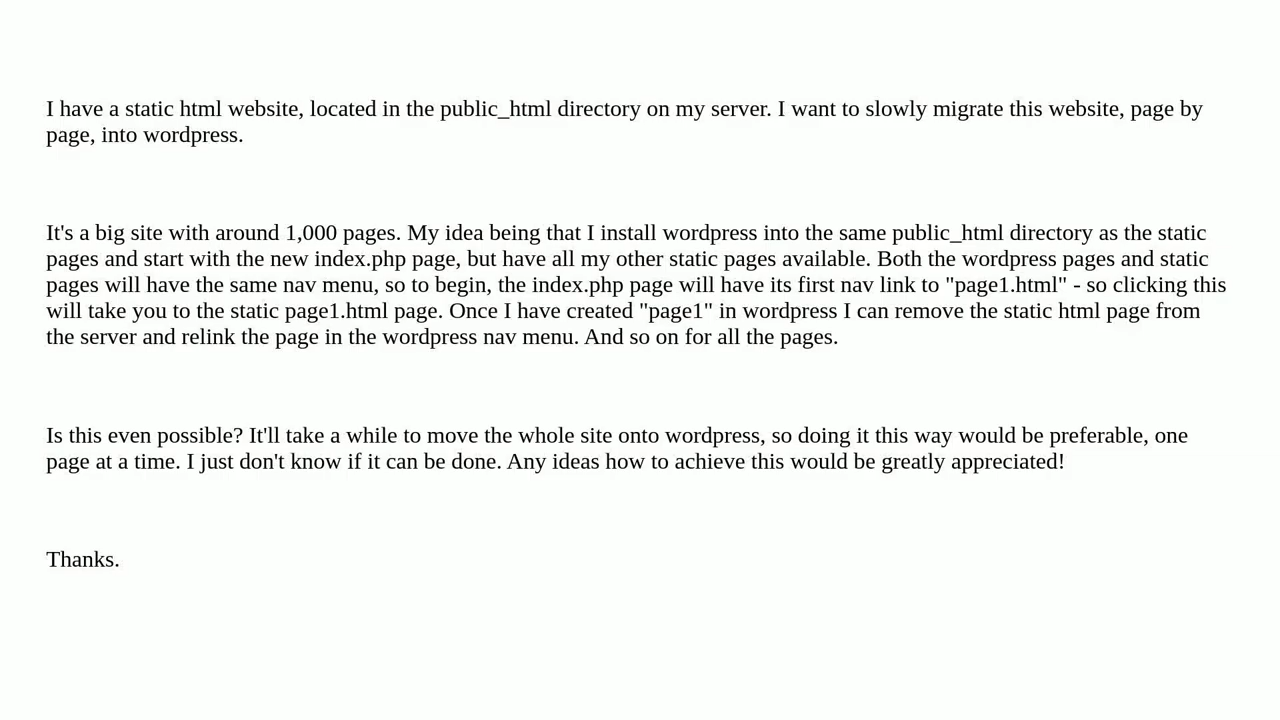 I have a static html website, located in the public_html directory on my server. I want to slowly migrate this website, page by
page, into wordpress.
It's a big site with around 1,000 pages. My idea being that I install wordpress into the same public_html directory as the static
pages and start with the new index.php page, but have all my other static pages available. Both the wordpress pages and static
pages will have the same nav menu, so to begin, the index.php page will have its first nav link to "page1.html" - so clicking this
will take you to the static page1.html page. Once I have created "page1" in wordpress I can remove the static html page from
the server and relink the page in the wordpress nav menu. And so on for all the pages.
Is this even possible? It'll take a while to move the whole site onto wordpress, so doing it this way would be preferable, one
page at a time. I just don't know if it can be done. Any ideas how to achieve this would be greatly appreciated!
Thanks.